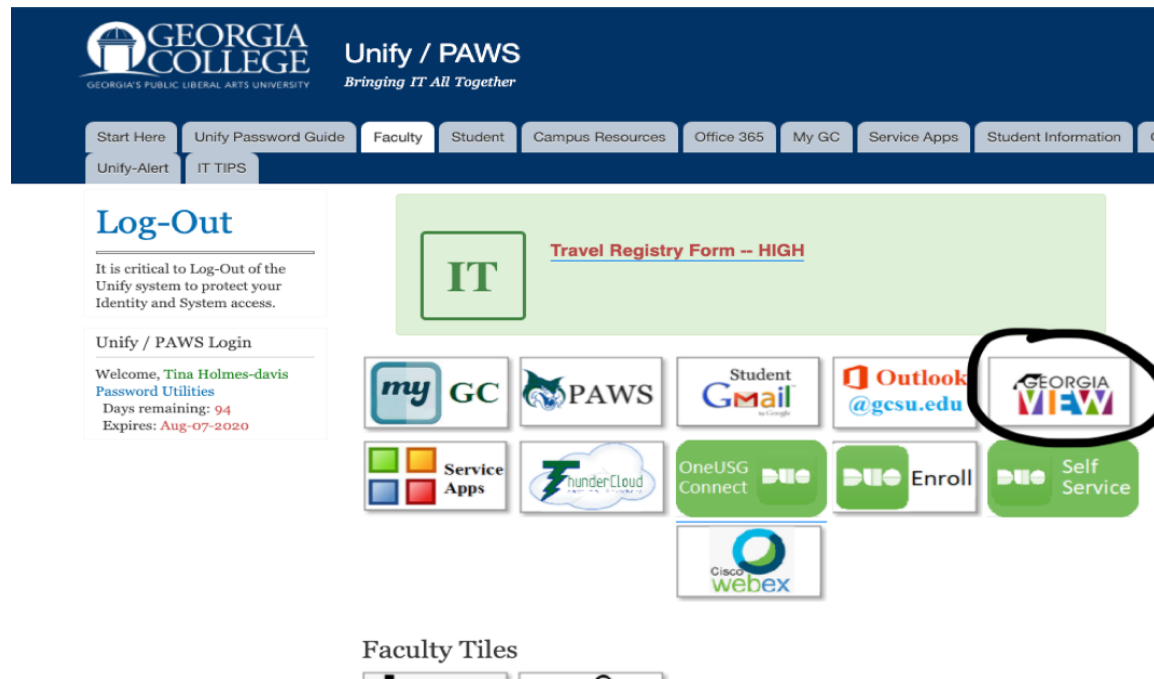 GEORGIA
COLLEGE
GEORGIA'S PUBLIC LIBERAL ARTS UNIVERSITY
Unify / PAWS
Bringing IT All Together
Start Here
Unify Password Guide
Faculty
Student
Campus Resources
Office 365
My GC
Service Apps
Student Information
Unify-Alert
IT TIPS
Log-Out
It is critical to Log-Out of the
Unify system to protect your
Identity and System access.
Unify / PAWS Login
Welcome, Tina Holmes-davis
Password Utilities
Days remaining: 94
Expires: Aug-07-2020
IT
Travel Registry Form -- HIGH
my GC
PAWS
Student
Gmail
by Google
Outlook
@gcsu.edu
GEORGIA
VIEW
Service
Apps
ThunderCloud
OneUSG
Connect
DUO
DUO
Enroll
DUO
Self
Service
Cisco
webex
Faculty Tiles